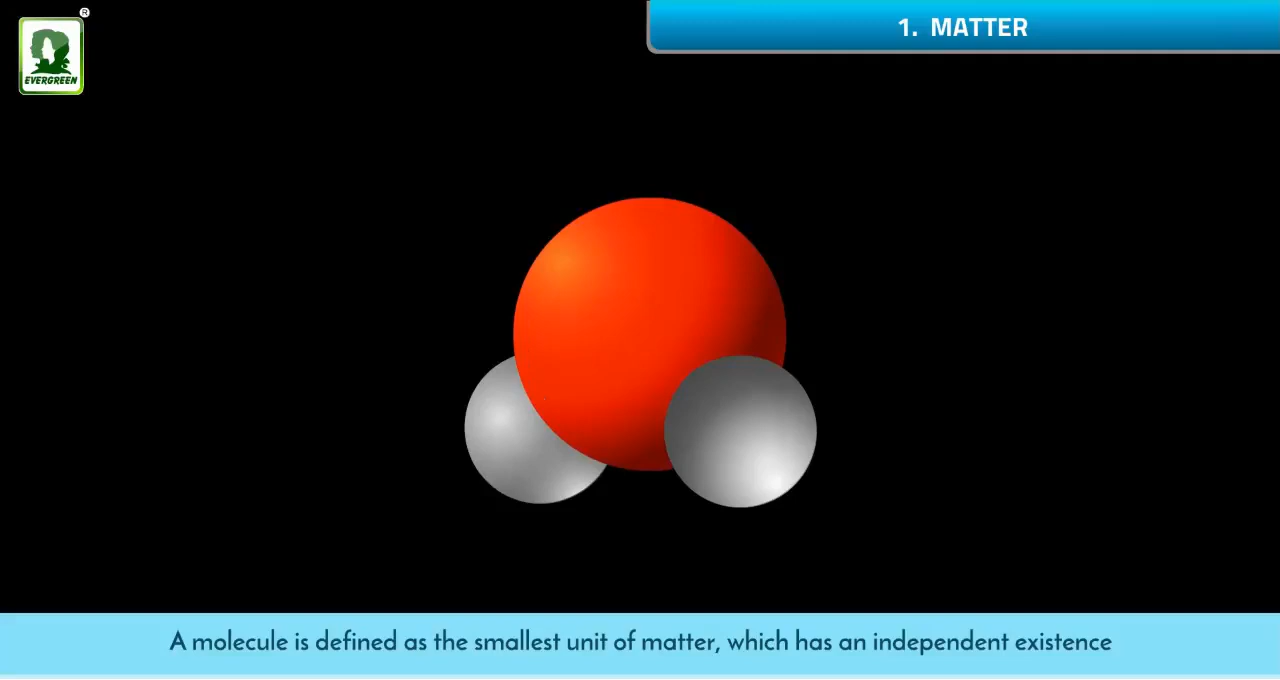 ®
EVERGREEN
1. MATTER
A molecule is defined as the smallest unit of matter, which has an independent existence